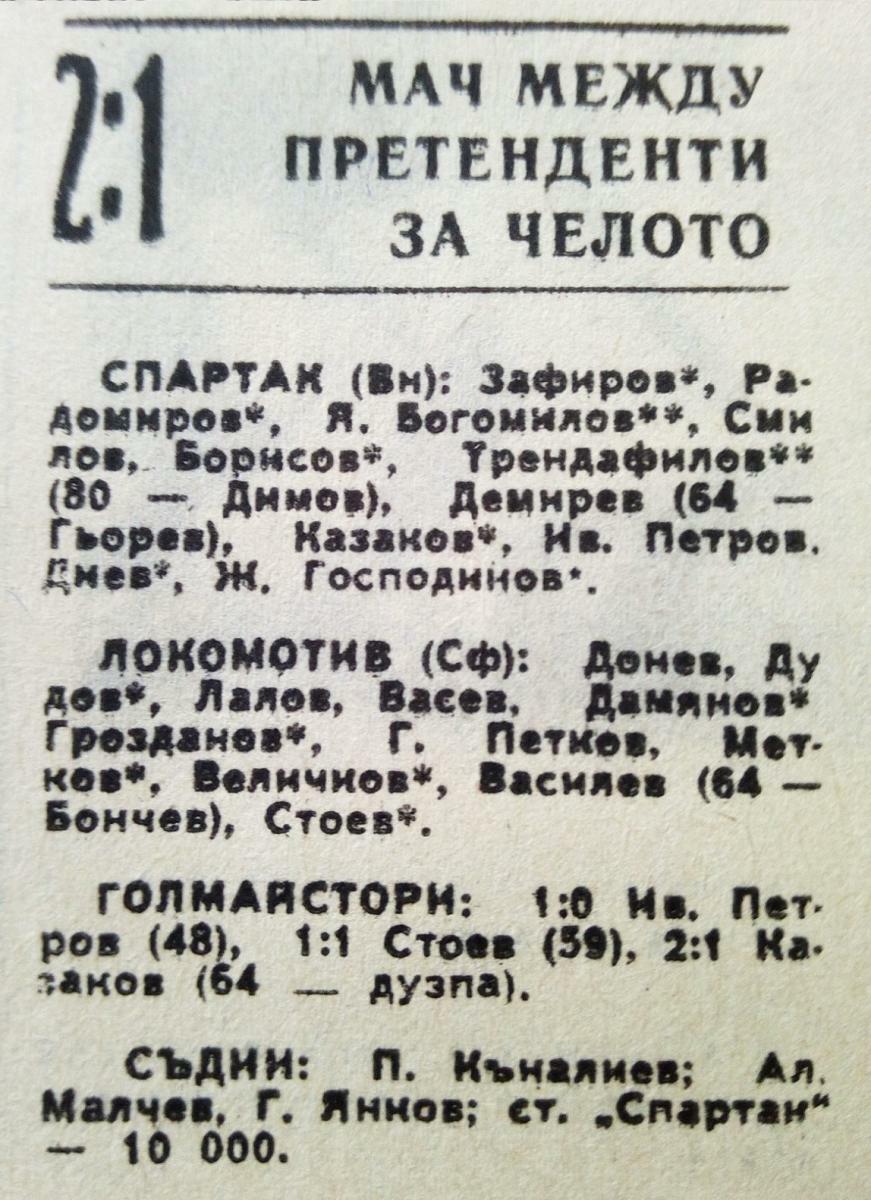 2:1
МАЧ МЕЖДУ
ПРЕТЕНДЕНТИ
ЗА ЧЕЛОТО
СПАРТАК (Вн): Зафиров*, Ра-
домиров*, Я. Богомилов**, Сми
лов, Борисов*, Трендафилов**
(80 — Димов), Демирев (64 —
Гьорев), Казаков*, Ив. Петров,
Диев*, Ж. Господинов*.
ЛОКОМОТИВ (Сф): Донев, Ду
дов*, Лалов, Васев, Дамянов*
Грозданов*, Г. Петков, Мет-
ков*, Величков*, Василев (64 —
Бончев), Стоев*.
ГОЛМАЙСТОРИ: 1:0 Ив. Пет-
ров (48), 1:1 Стоев (59), 2:1 Ка-
заков (64 — дузпа).
СЪДИИ: П. Къналиев; Ал.
Малчев, Г. Янков; ст. „Спартак“
— 10 000.